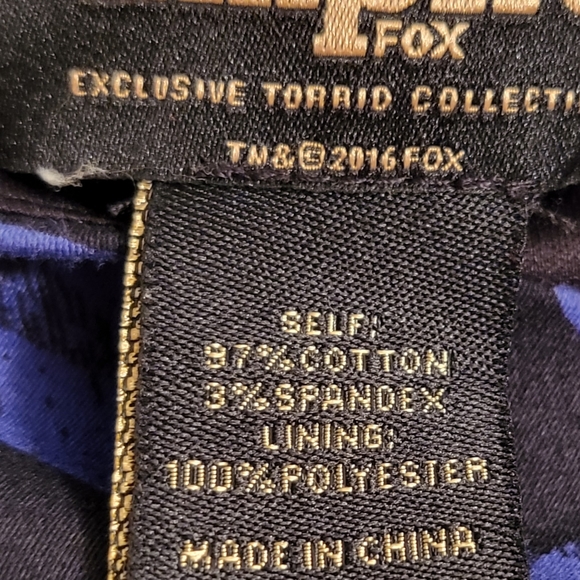 FOX
EXCLUSIVE TORRID COLLECTI
TM&©2016 FOX
SELF:
97%COTTON
3%SPANDEX
LINING:
100%POLYESTER
MADE IN CHINA